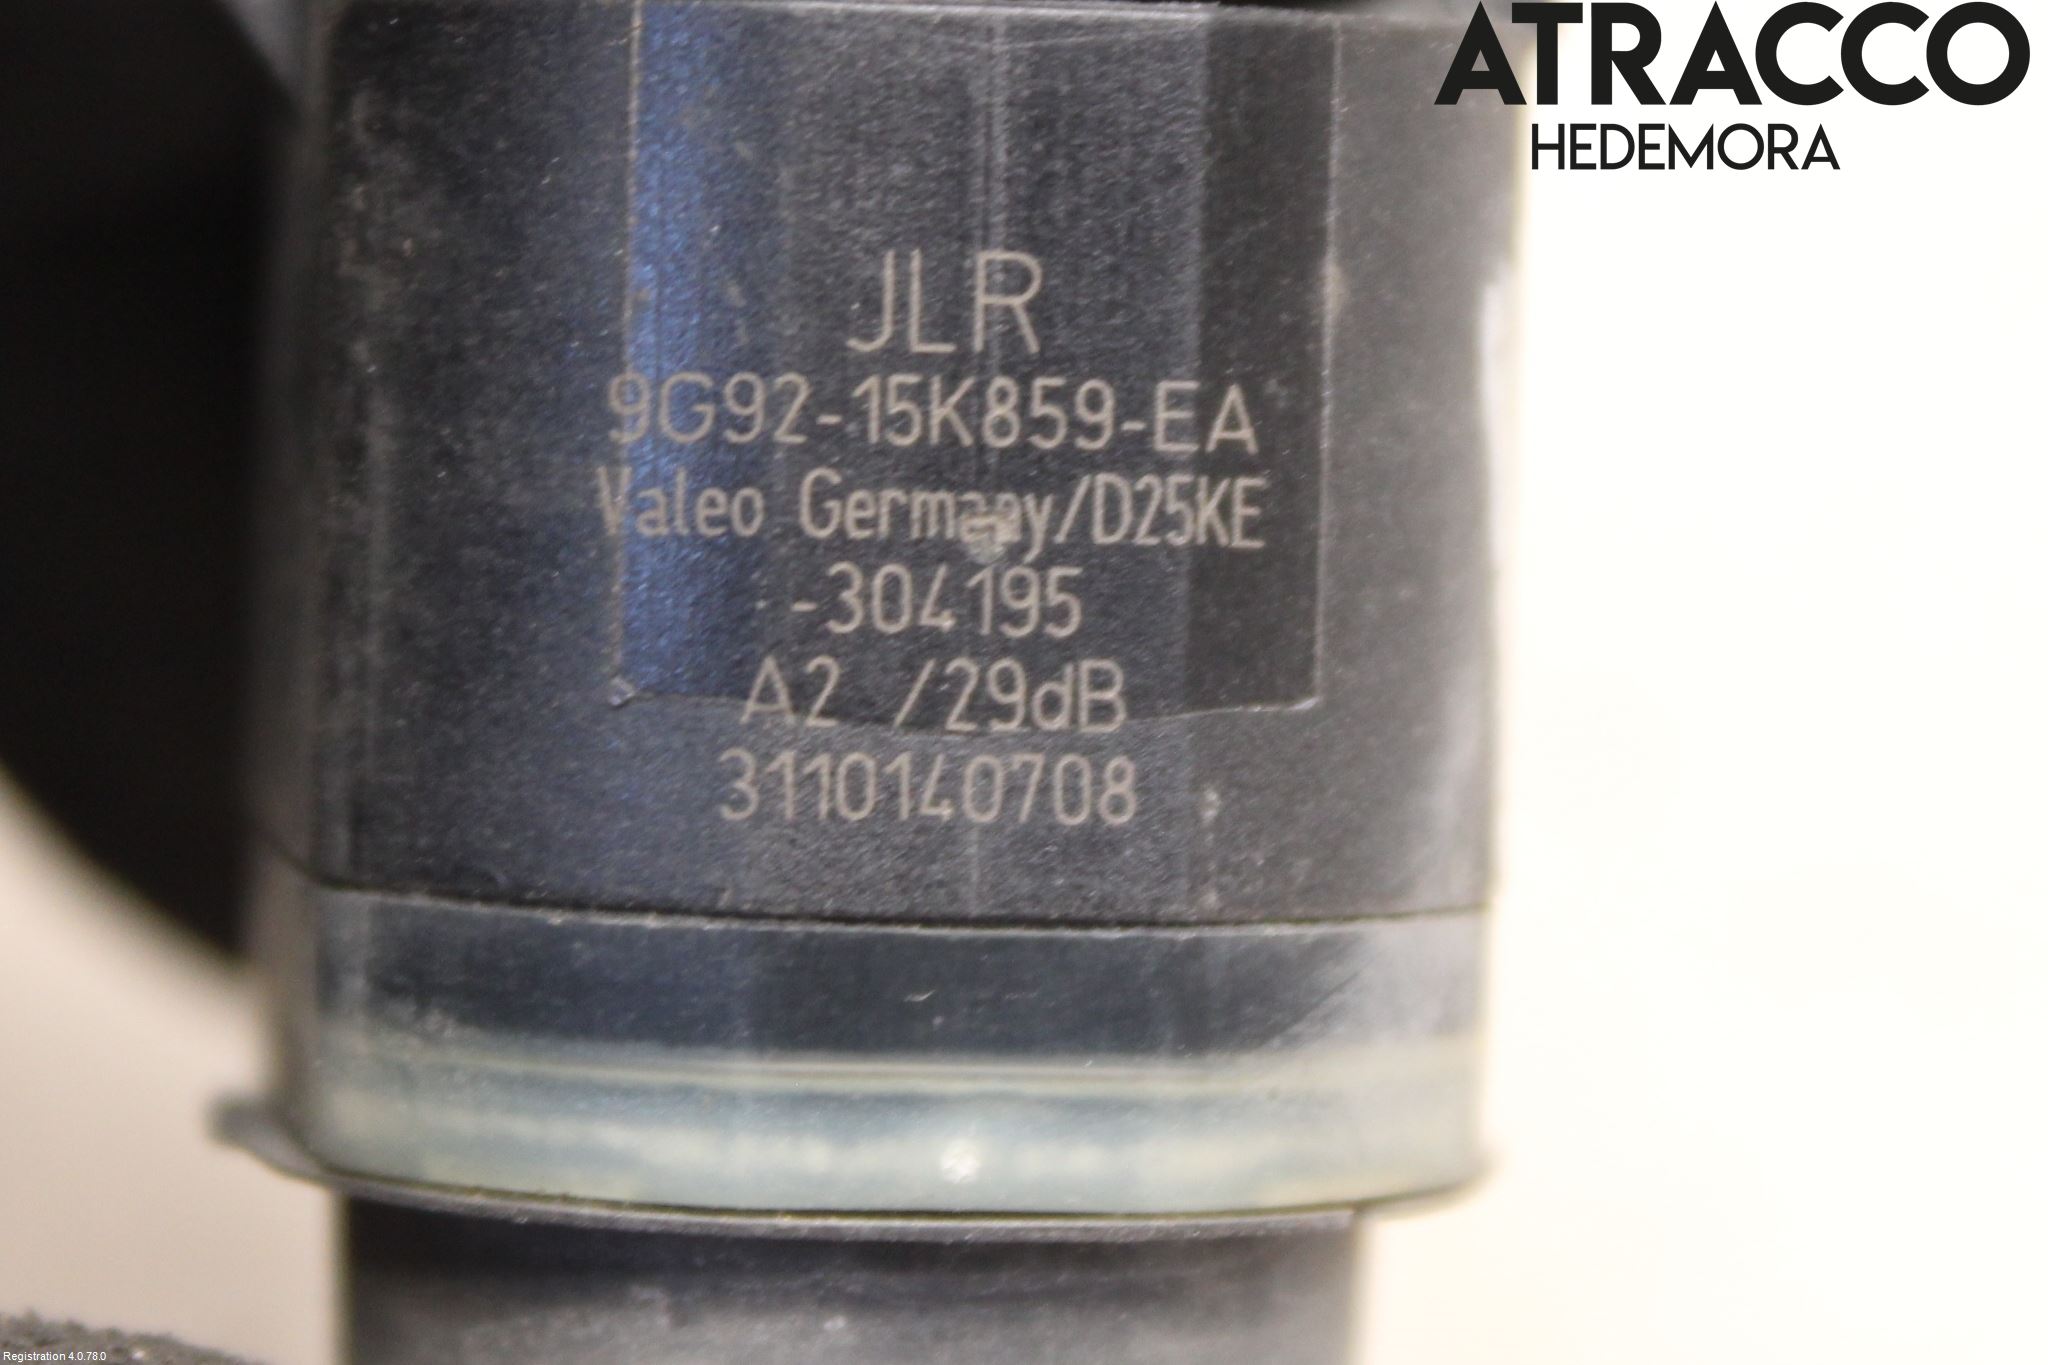 ATRACCO
HEDEMORA
JLR
9G92-15K859-EA
Valeo Germany/D25KE
-304195
A2 /29dB
3110140708
Registration 4.0.78.0